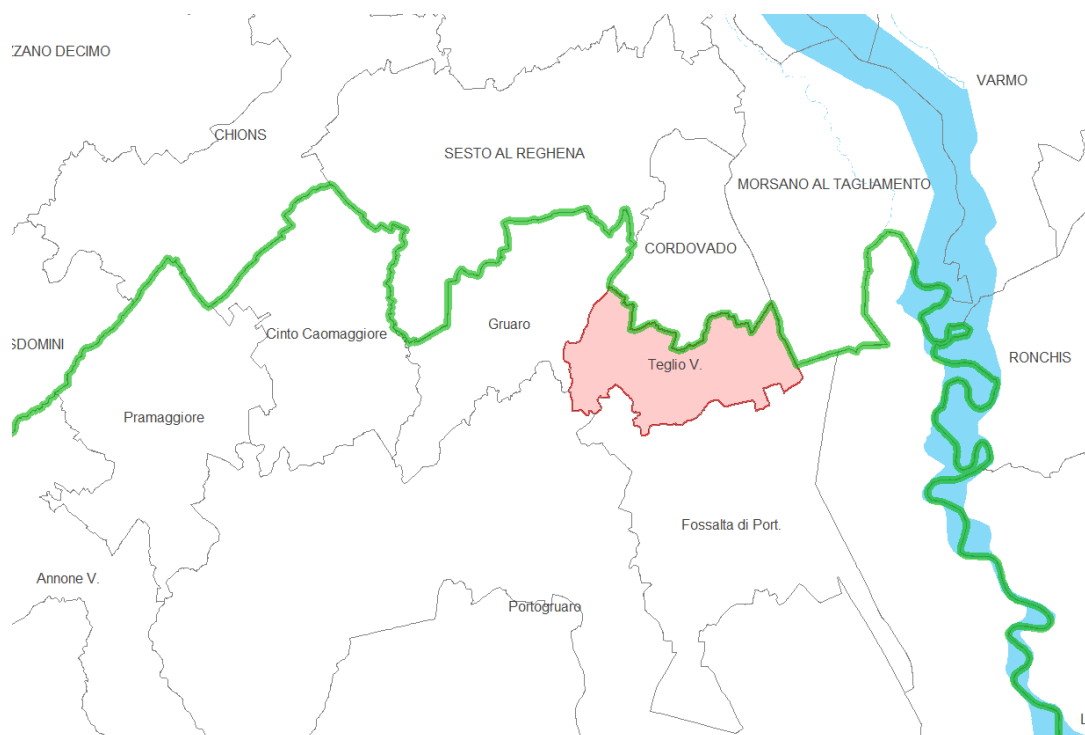 ZZANO DECIMO
VARMO
CHIONS
SESTO AL REGHENA
MORSANO AL TAGLIAMENTO
CORDOVADO
Gruaro
Cinto Caomaggiore
SDOMINI
RONCHIS
Teglio V.
Pramaggiore
Fossalta di Port.
Annone V.
Portogruaro
L